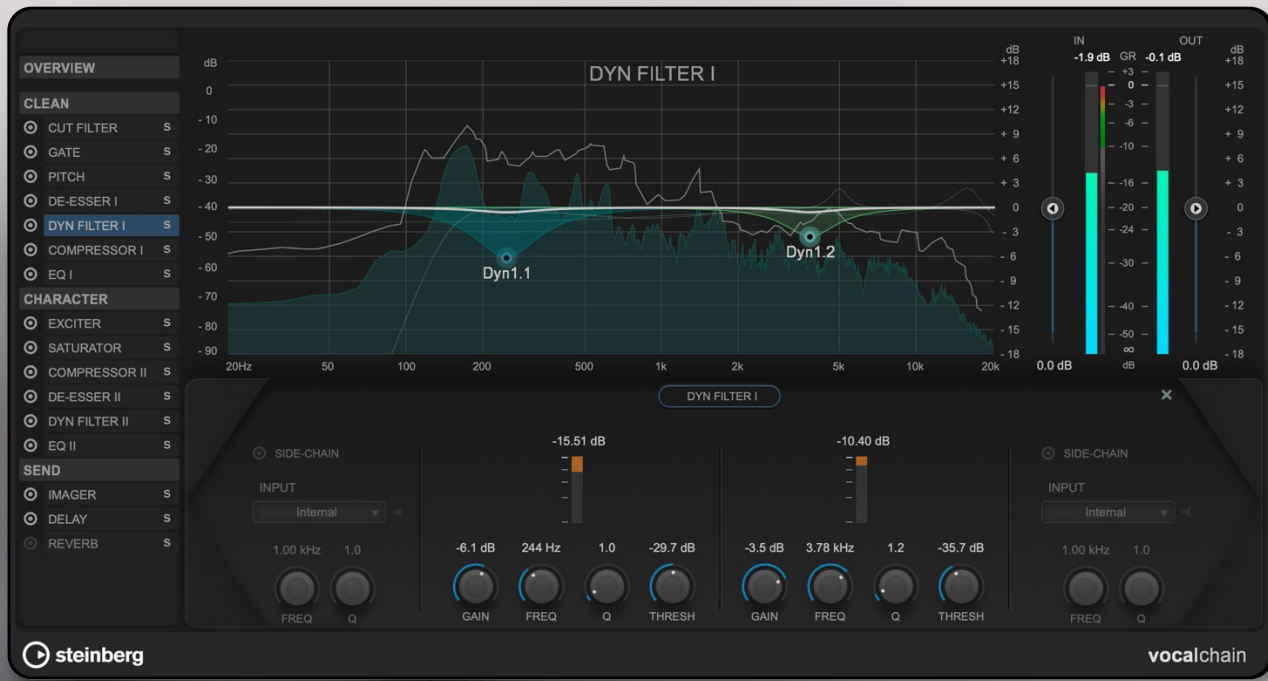 OVERVIEW
CLEAN
CUT FILTER S
GATE S
PITCH S
DE-ESSER I S
DYN FILTER I S
COMPRESSOR I S
EQ I S
CHARACTER
EXCITER S
SATURATOR S
COMPRESSOR II S
DE-ESSER II S
DYN FILTER II S
EQ II S
SEND
IMAGER S
DELAY S
REVERB S
DYN FILTER I
dB
0
- 10
- 20
- 30
- 40
- 50
- 60
- 70
- 80
- 90
20Hz 50 100 200 500 1k 2k 5k 10k 20k
Dyn1.1
Dyn1.2
dB
+18
+15
+12
+ 9
+ 6
+ 3
0
- 3
- 6
- 9
- 12
- 15
- 18
IN OUT
-1.9 dB GR -0.1 dB
+3
0
-3
-6
-10
-16
-20
-24
-30
-40
-50
∞
dB
0.0 dB 0.0 dB
dB
+18
+15
+12
+ 9
+ 6
+ 3
0
- 3
- 6
- 9
- 12
- 15
- 18
DYN FILTER I ×
SIDE-CHAIN
INPUT
Internal
1.00 kHz 1.0
FREQ Q
-15.51 dB
-6.1 dB 244 Hz 1.0 -29.7 dB
GAIN FREQ Q THRESH
-10.40 dB
-3.5 dB 3.78 kHz 1.2 -35.7 dB
GAIN FREQ Q THRESH
SIDE-CHAIN
INPUT
Internal
1.00 kHz 1.0
FREQ Q
steinberg
vocalchain